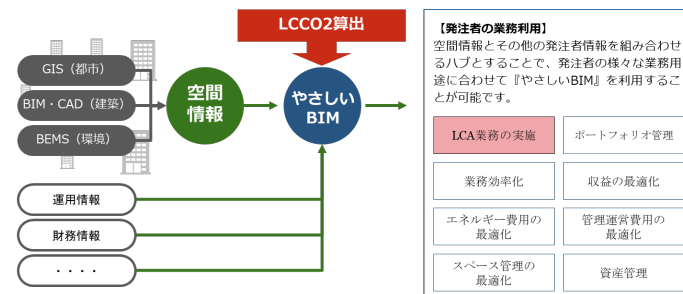 LCCO2算出
GIS（都市）
BIM・CAD（建築）
BEMS（環境）
空間
情報
やさしい
BIM
運用情報
財務情報
・・・・
【発注者の業務利用】
空間情報とその他の発注者情報を組み合わせ
るハブとすることで、発注者の様々な業務用
途に合わせて『やさしいBIM』を利用するこ
とが可能です。
LCA業務の実施
ポートフォリオ管理
業務効率化
収益の最適化
エネルギー費用の
最適化
管理運営費用の
最適化
スペース管理の
最適化
資産管理